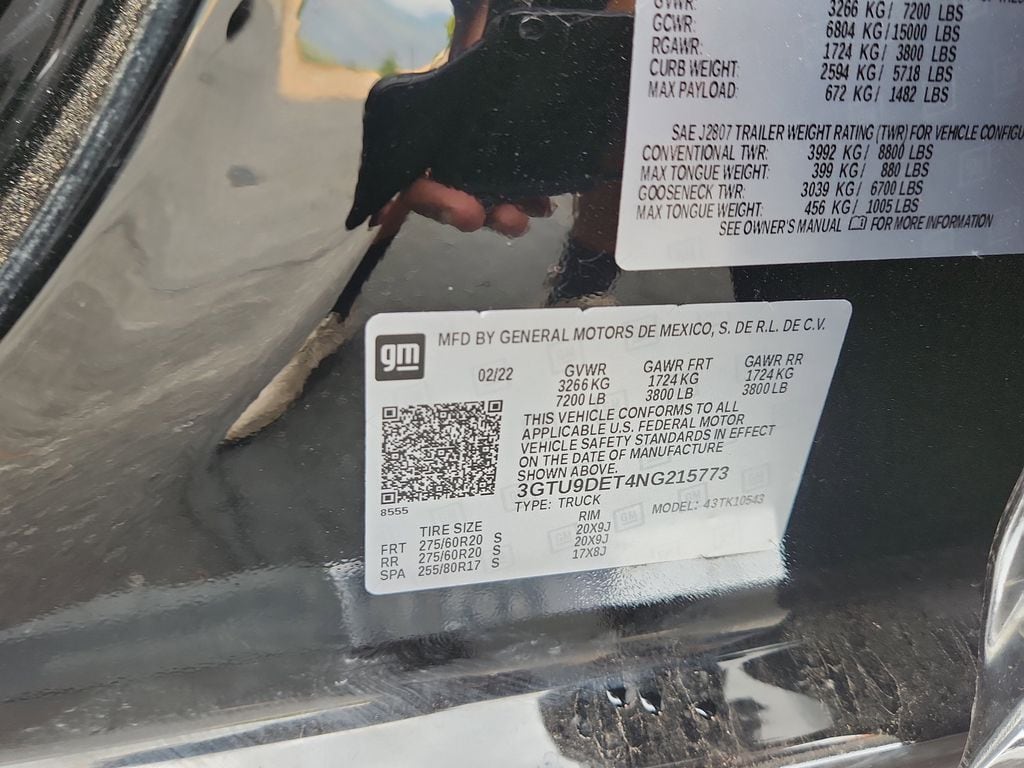 GVWR: 3266 KG / 7200 LBS
GCWR: 6804 KG / 15000 LBS
RGAWR: 1724 KG / 3800 LBS
CURB WEIGHT: 2594 KG / 5718 LBS
MAX PAYLOAD: 672 KG / 1482 LBS
SAE J2807 TRAILER WEIGHT RATING (TWR) FOR VEHICLE CONFIGU
CONVENTIONAL TWR: 3992 KG / 8800 LBS
MAX TONGUE WEIGHT: 399 KG / 880 LBS
GOOSENECK TWR: 3039 KG / 6700 LBS
MAX TONGUE WEIGHT: 456 KG / 1005 LBS
SEE OWNER'S MANUAL FOR MORE INFORMATION
gm MFD BY GENERAL MOTORS DE MEXICO, S. DE R.L. DE C.V.
02/22 GVWR GAWR FRT GAWR RR
3266 KG 1724 KG 1724 KG
7200 LB 3800 LB 3800 LB
THIS VEHICLE CONFORMS TO ALL
APPLICABLE U.S. FEDERAL MOTOR
VEHICLE SAFETY STANDARDS IN EFFECT
ON THE DATE OF MANUFACTURE
SHOWN ABOVE.
3GTU9DET4NG215773
TYPE: TRUCK MODEL: 43TK10543
8555
TIRE SIZE RIM
FRT 275/60R20 S 20X9J
RR 275/60R20 S 20X9J
SPA 255/80R17 S 17X8J